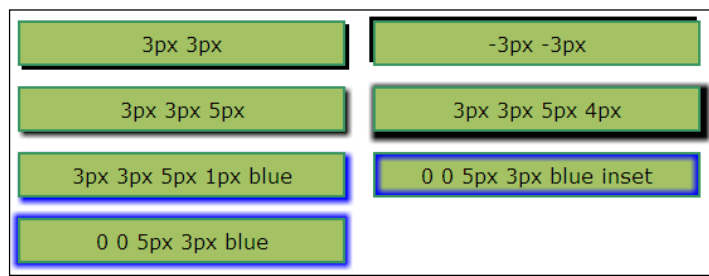 3px 3px
-3px -3px
3px 3px 5px
3px 3px 5px 4px
3px 3px 5px 1px blue
0 0 5px 3px blue inset
0 0 5px 3px blue